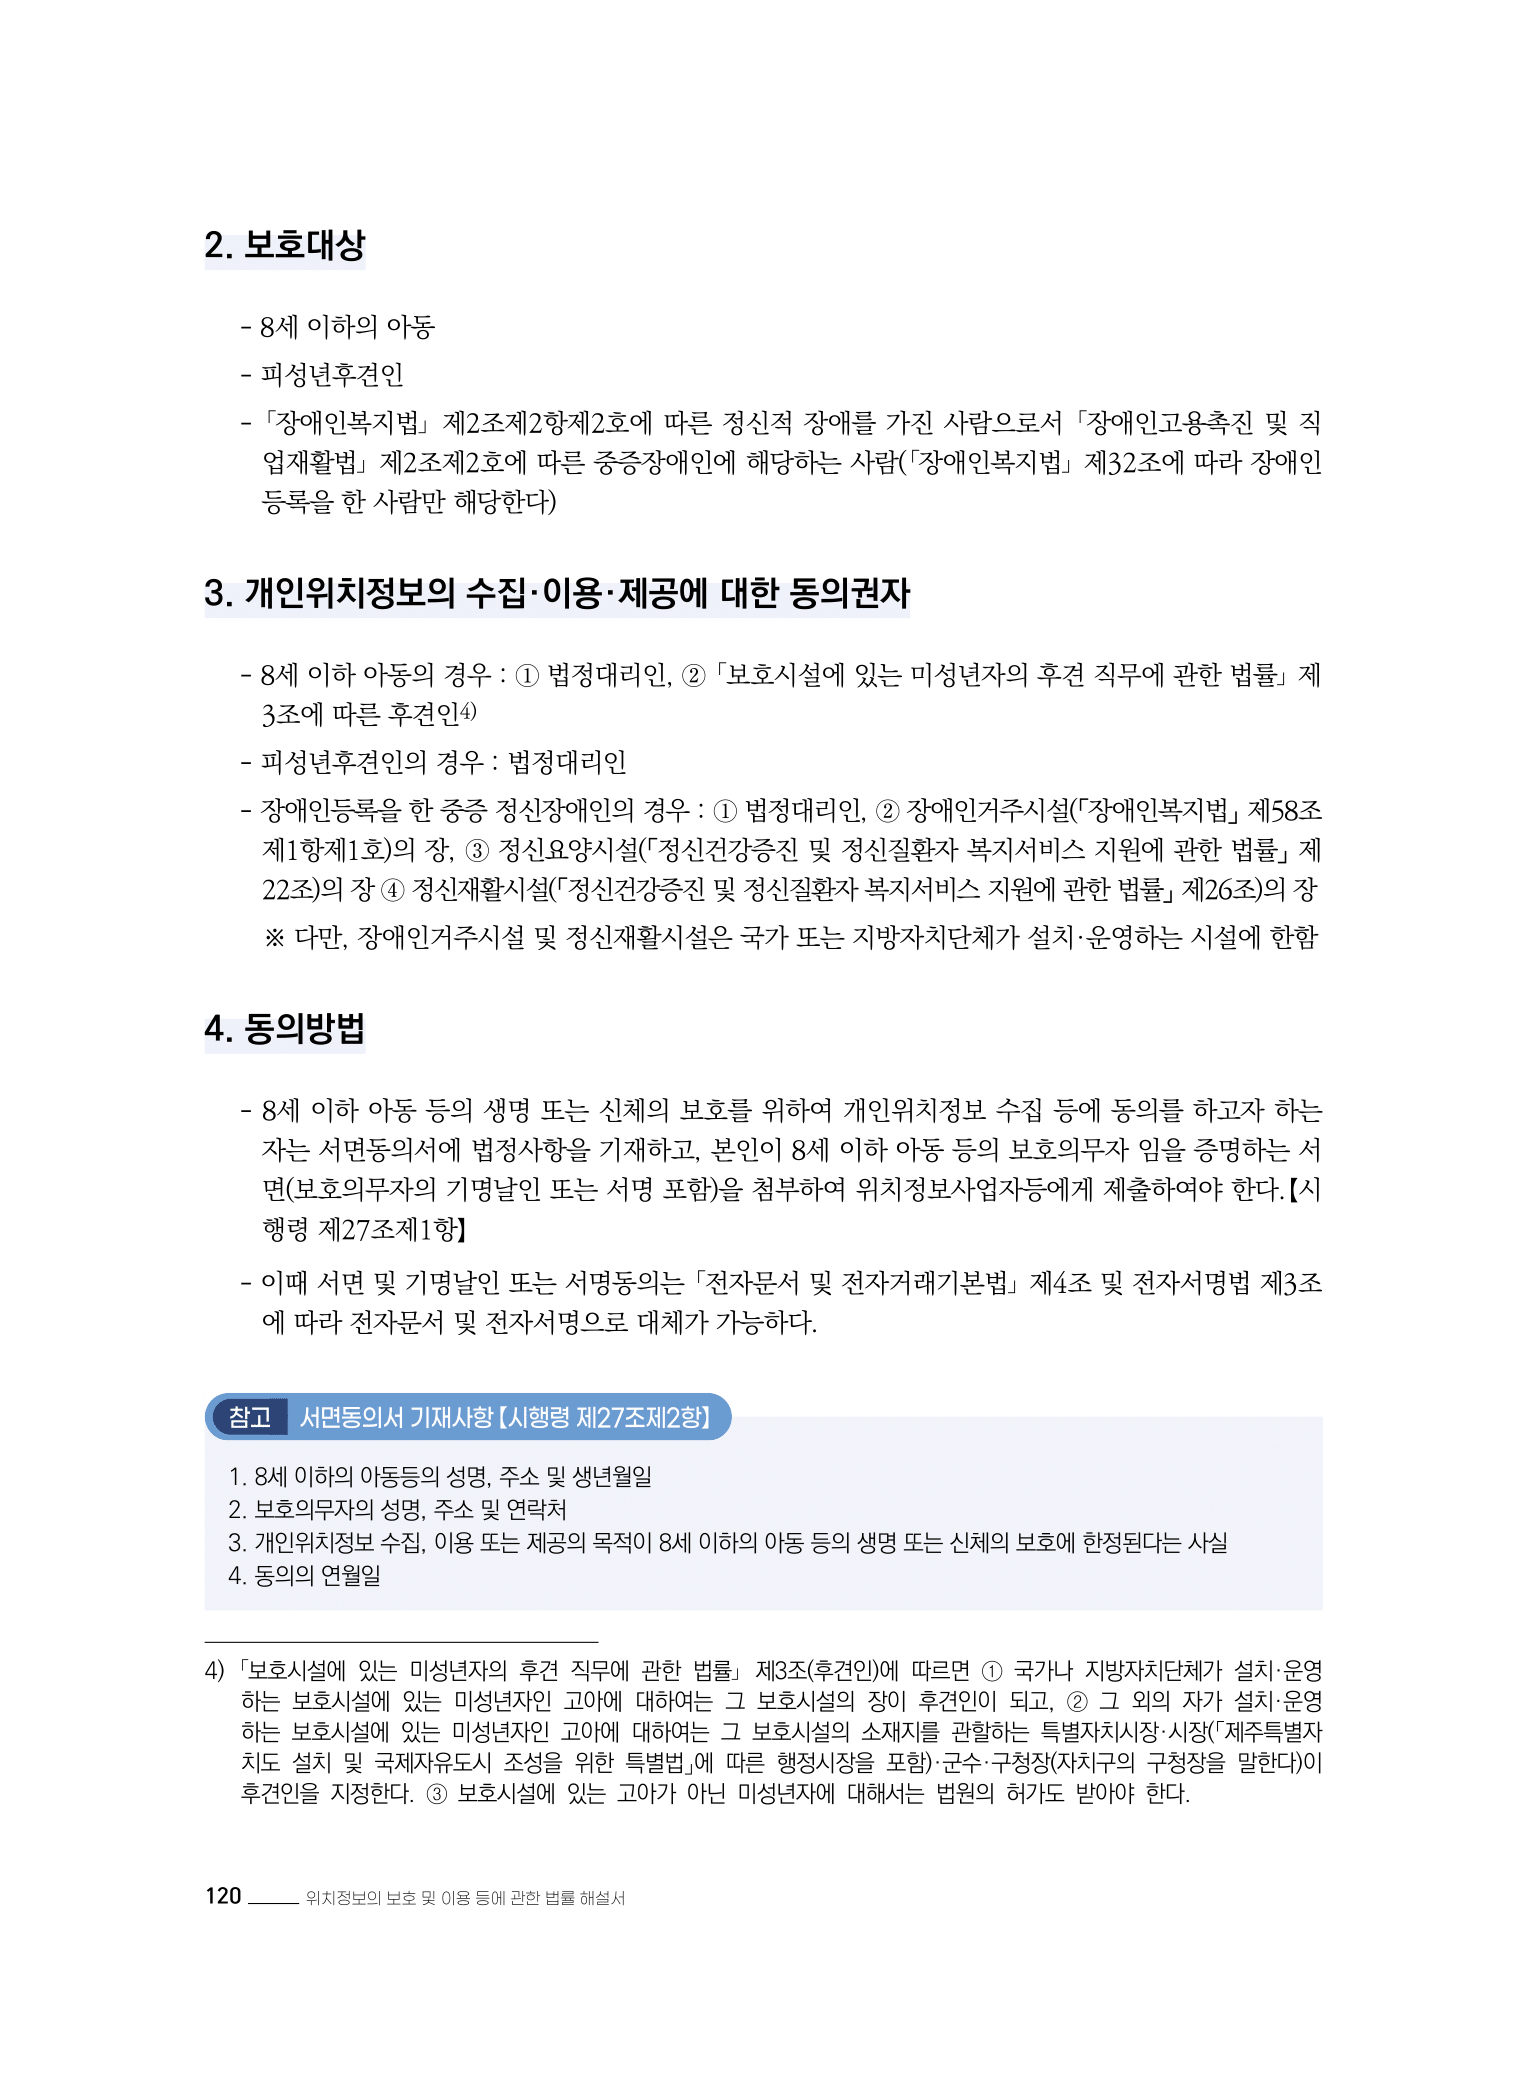 2. 보호대상
- 8세 이하의 아동
- 피성년후견인
- 「장애인복지법」 제2조제2항제2호에 따른 정신적 장애를 가진 사람으로서 「장애인고용촉진 및 직
업재활법」 제2조제2호에 따른 중증장애인에 해당하는 사람(「장애인복지법」 제32조에 따라 장애인
등록을 한 사람만 해당한다)
3. 개인위치정보의 수집·이용·제공에 대한 동의권자
- 8세 이하 아동의 경우 : ① 법정대리인, ② 「보호시설에 있는 미성년자의 후견 직무에 관한 법률」 제
3조에 따른 후견인4)
- 피성년후견인의 경우 : 법정대리인
- 장애인등록을 한 중증 정신장애인의 경우 : ① 법정대리인, ② 장애인거주시설(「장애인복지법」 제58조
제1항제1호)의 장, ③ 정신요양시설(「정신건강증진 및 정신질환자 복지서비스 지원에 관한 법률」 제
22조)의 장 ④ 정신재활시설(「정신건강증진 및 정신질환자 복지서비스 지원에 관한 법률」 제26조)의 장
※ 다만, 장애인거주시설 및 정신재활시설은 국가 또는 지방자치단체가 설치·운영하는 시설에 한함
4. 동의방법
- 8세 이하 아동 등의 생명 또는 신체의 보호를 위하여 개인위치정보 수집 등에 동의를 하고자 하는
자는 서면동의서에 법정사항을 기재하고, 본인이 8세 이하 아동 등의 보호의무자 임을 증명하는 서
면(보호의무자의 기명날인 또는 서명 포함)을 첨부하여 위치정보사업자등에게 제출하여야 한다.【시
행령 제27조제1항】
- 이때 서면 및 기명날인 또는 서명동의는 「전자문서 및 전자거래기본법」 제4조 및 전자서명법 제3조
에 따라 전자문서 및 전자서명으로 대체가 가능하다.
참고 서면동의서 기재사항【시행령 제27조제2항】
1. 8세 이하의 아동등의 성명, 주소 및 생년월일
2. 보호의무자의 성명, 주소 및 연락처
3. 개인위치정보 수집, 이용 또는 제공의 목적이 8세 이하의 아동 등의 생명 또는 신체의 보호에 한정된다는 사실
4. 동의의 연월일
4) 「보호시설에 있는 미성년자의 후견 직무에 관한 법률」 제3조(후견인)에 따르면 ① 국가나 지방자치단체가 설치·운영
하는 보호시설에 있는 미성년자인 고아에 대하여는 그 보호시설의 장이 후견인이 되고, ② 그 외의 자가 설치·운영
하는 보호시설에 있는 미성년자인 고아에 대하여는 그 보호시설의 소재지를 관할하는 특별자치시장·시장(「제주특별자
치도 설치 및 국제자유도시 조성을 위한 특별법」에 따른 행정시장을 포함)·군수·구청장(자치구의 구청장을 말한다)이
후견인을 지정한다. ③ 보호시설에 있는 고아가 아닌 미성년자에 대해서는 법원의 허가도 받아야 한다.
120 위치정보의 보호 및 이용 등에 관한 법률 해설서